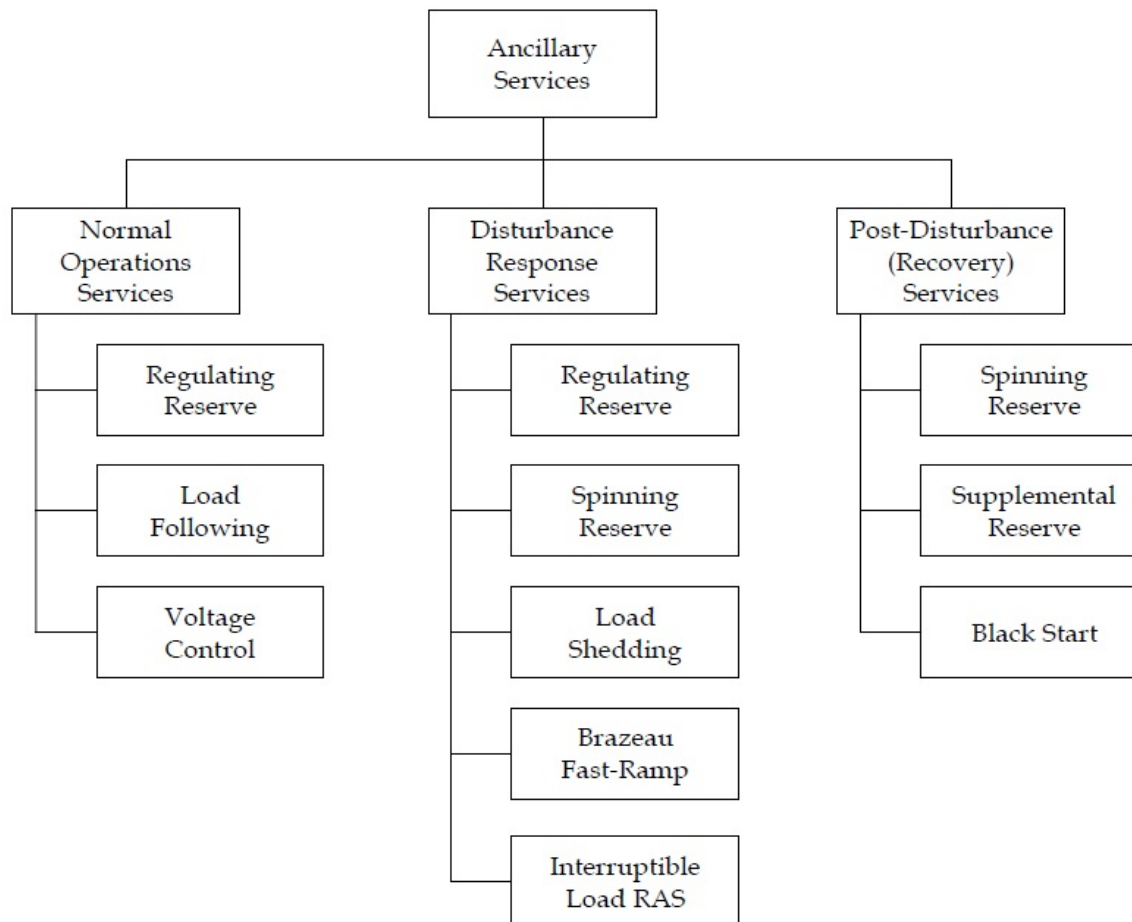 Ancillary
Services
Normal
Operations
Services
Regulating
Reserve
Load
Following
Voltage
Control
Disturbance
Response
Services
Regulating
Reserve
Spinning
Reserve
Load
Shedding
Brazeau
Fast-Ramp
Interruptible
Load RAS
Post-Disturbance
(Recovery)
Services
Spinning
Reserve
Supplemental
Reserve
Black Start